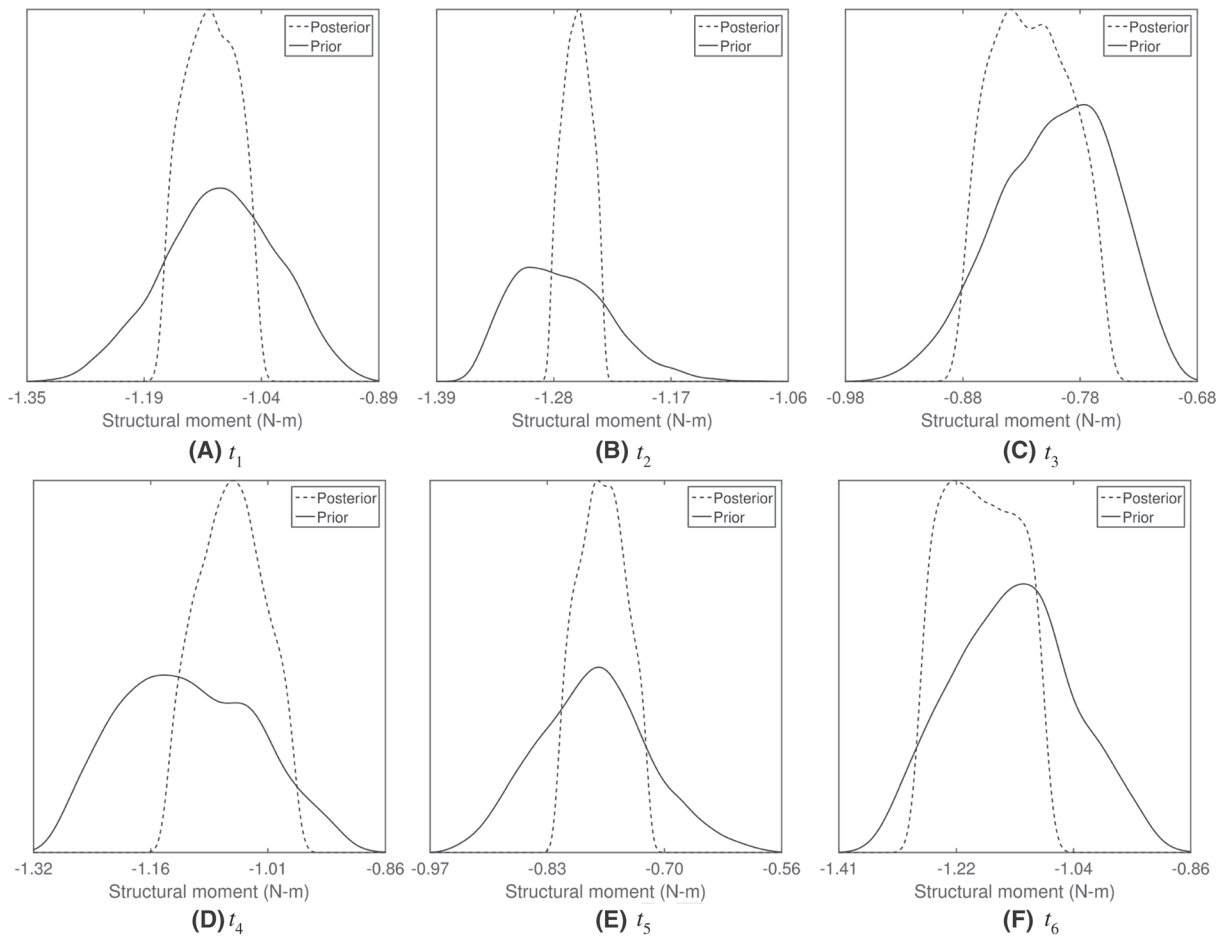 Posterior
Prior
-1.35 -1.19 -1.04 -0.89
Structural moment (N-m)
(A) t1
Posterior
Prior
-1.39 -1.28 -1.17 -1.06
Structural moment (N-m)
(B) t2
Posterior
Prior
-0.98 -0.88 -0.78 -0.68
Structural moment (N-m)
(C) t3
Posterior
Prior
-1.32 -1.16 -1.01 -0.86
Structural moment (N-m)
(D) t4
Posterior
Prior
-0.97 -0.83 -0.70 -0.56
Structural moment (N-m)
(E) t5
Posterior
Prior
-1.41 -1.22 -1.04 -0.86
Structural moment (N-m)
(F) t6